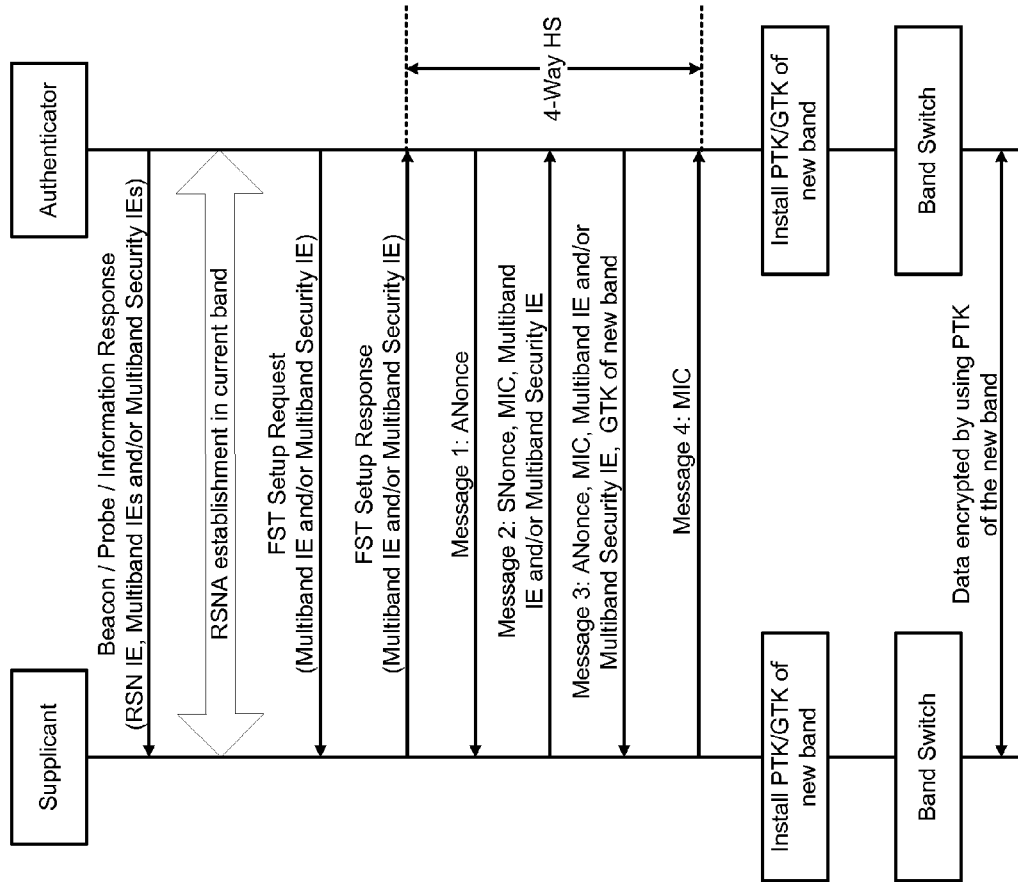 Supplicant
Authenticator
Beacon / Probe / Information Response
(RSN IE, Multiband IEs and/or Multiband Security IEs)
RSNA establishment in current band
FST Setup Request
(Multiband IE and/or Multiband Security IE)
FST Setup Response
(Multiband IE and/or Multiband Security IE)
Message 1: ANonce
Message 2: SNonce, MIC, Multiband
IE and/or Multiband Security IE
Message 3: ANonce, MIC, Multiband IE and/or
Multiband Security IE, GTK of new band
Message 4: MIC
4-Way HS
Install PTK/GTK of
new band
Install PTK/GTK of
new band
Band Switch
Band Switch
Data encrypted by using PTK
of the new band